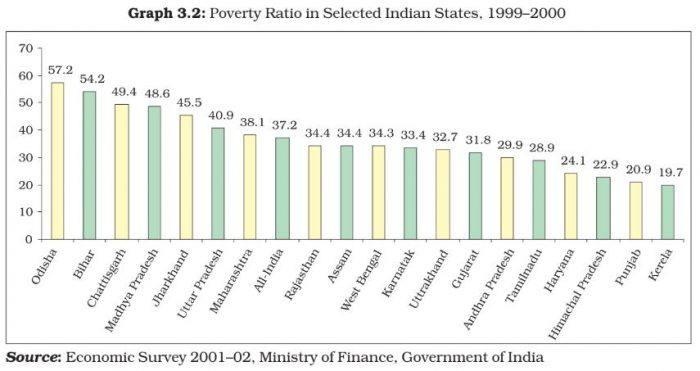 Graph 3.2: Poverty Ratio in Selected Indian States, 1999–2000
70
60
50
40
30
20
10
0
57.2
54.2
49.4
48.6
45.5
40.9
38.1
37.2
34.4
34.4
34.3
33.4
32.7
31.8
29.9
28.9
24.1
22.9
20.9
19.7
Odisha
Bihar
Chattisgarh
Madhya Pradesh
Jharkhand
Uttar Pradesh
Maharashtra
All India
Rajasthan
Assam
West Bengal
Karnatak
Uttrakhand
Gujarat
Andhra Pradesh
Tamilnadu
Haryana
Himachal Pradesh
Punjab
Kerela
Source: Economic Survey 2001–02, Ministry of Finance, Government of India